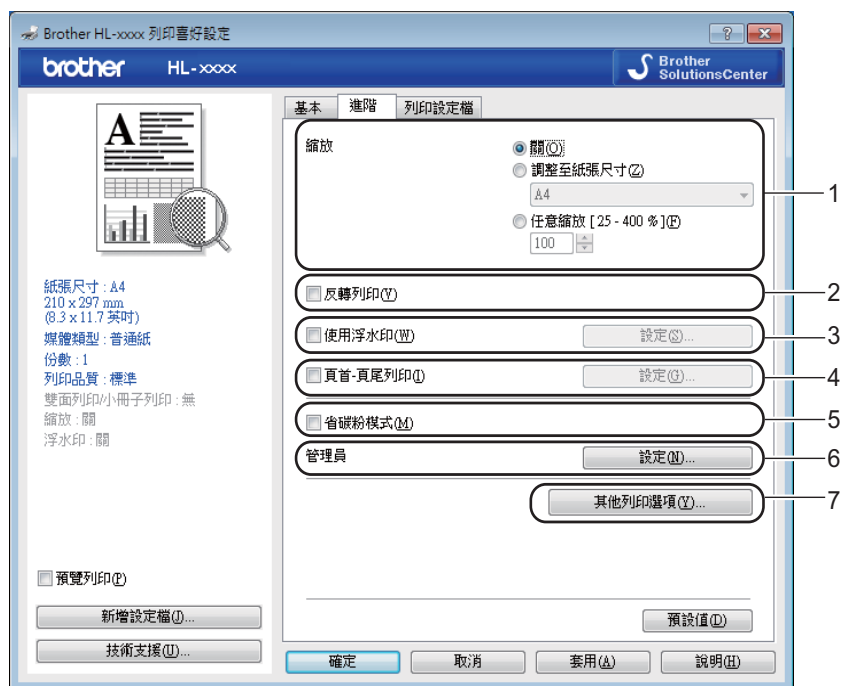 Brother HL-xxxx 列印喜好設定
brother HL-xxxx
Brother
SolutionsCenter
基本 進階 列印設定檔
縮放
關(O)
調整至紙張尺寸(Z)
A4
任意縮放 [ 25 - 400 % ](F)
100
1
反轉列印(V)
2
使用浮水印(W) 設定(S)...
3
頁首-頁尾列印(I) 設定(G)...
4
省碳粉模式(M)
5
管理員 設定(N)...
6
其他列印選項(Y)...
7
A
紙張尺寸 : A4
210 x 297 mm
(8.3 x 11.7 英吋)
媒體類型 : 普通紙
份數 : 1
列印品質 : 標準
雙面列印/小冊子列印 : 無
縮放 : 關
浮水印 : 關
預覽列印(P)
新增設定檔(J)...
技術支援(U)...
預設值(D)
確定 取消 套用(A) 說明(H)